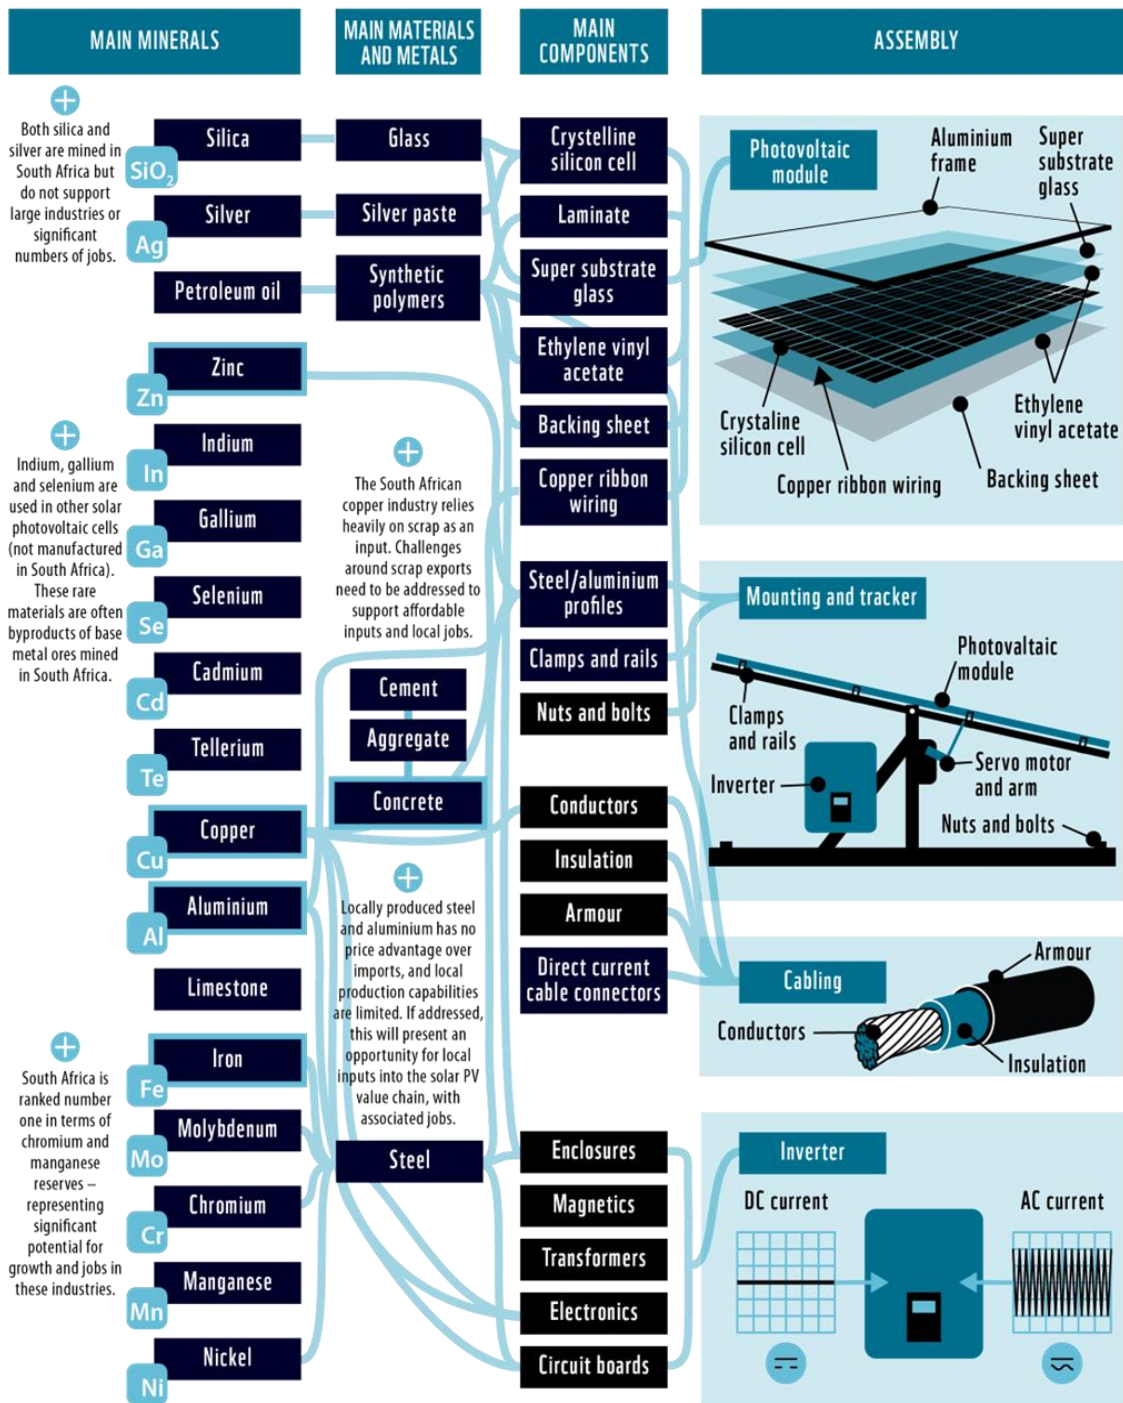 MAIN MINERALS
MAIN MATERIALS
AND METALS
MAIN
COMPONENTS
ASSEMBLY
Both silica and
silver are mined in
South Africa but
do not support
large industries or
significant
numbers of jobs.
SiO₂
Silica
Ag
Silver
Petroleum oil
Zn
Zinc
Indium, gallium
and selenium are
used in other solar
photovoltaic cells
(not manufactured
in South Africa).
These rare
materials are often
byproducts of base
metal ores mined
in South Africa.
In
Indium
Ga
Gallium
Se
Selenium
Cd
Cadmium
Te
Tellerium
Cu
Copper
Al
Aluminium
Limestone
South Africa is
ranked number
one in terms of
chromium and
manganese
reserves –
representing
significant
potential for
growth and jobs in
these industries.
Fe
Iron
Mo
Molybdenum
Cr
Chromium
Mn
Manganese
Ni
Nickel
Glass
Silver paste
Synthetic
polymers
The South African
copper industry relies
heavily on scrap as an
input. Challenges
around scrap exports
need to be addressed to
support affordable
inputs and local jobs.
Cement
Aggregate
Concrete
Locally produced steel
and aluminium has no
price advantage over
imports, and local
production capabilities
are limited. If addressed,
this will present an
opportunity for local
inputs into the solar PV
value chain, with
associated jobs.
Steel
Crystelline
silicon cell
Laminate
Super substrate
glass
Ethylene vinyl
acetate
Backing sheet
Copper ribbon
wiring
Steel/aluminium
profiles
Clamps and rails
Nuts and bolts
Conductors
Insulation
Armour
Direct current
cable connectors
Enclosures
Magnetics
Transformers
Electronics
Circuit boards
Photovoltaic
module
Aluminium
frame
Super
substrate
glass
Crystaline
silicon cell
Copper ribbon wiring
Ethylene
vinyl acetate
Backing sheet
Mounting and tracker
Photovaltaic
module
Clamps
and rails
Inverter
Servo motor
and arm
Nuts and bolts
Cabling
Armour
Conductors
Insulation
Inverter
DC current
AC current